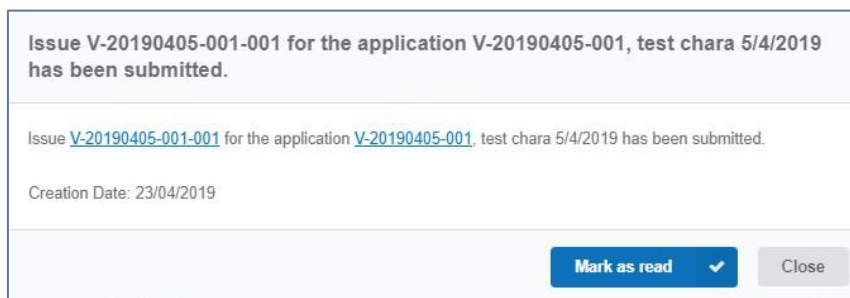 Issue V-20190405-001-001 for the application V-20190405-001, test chara 5/4/2019
has been submitted.
Issue V-20190405-001-001 for the application V-20190405-001, test chara 5/4/2019 has been submitted.
Creation Date: 23/04/2019
Mark as read
Close